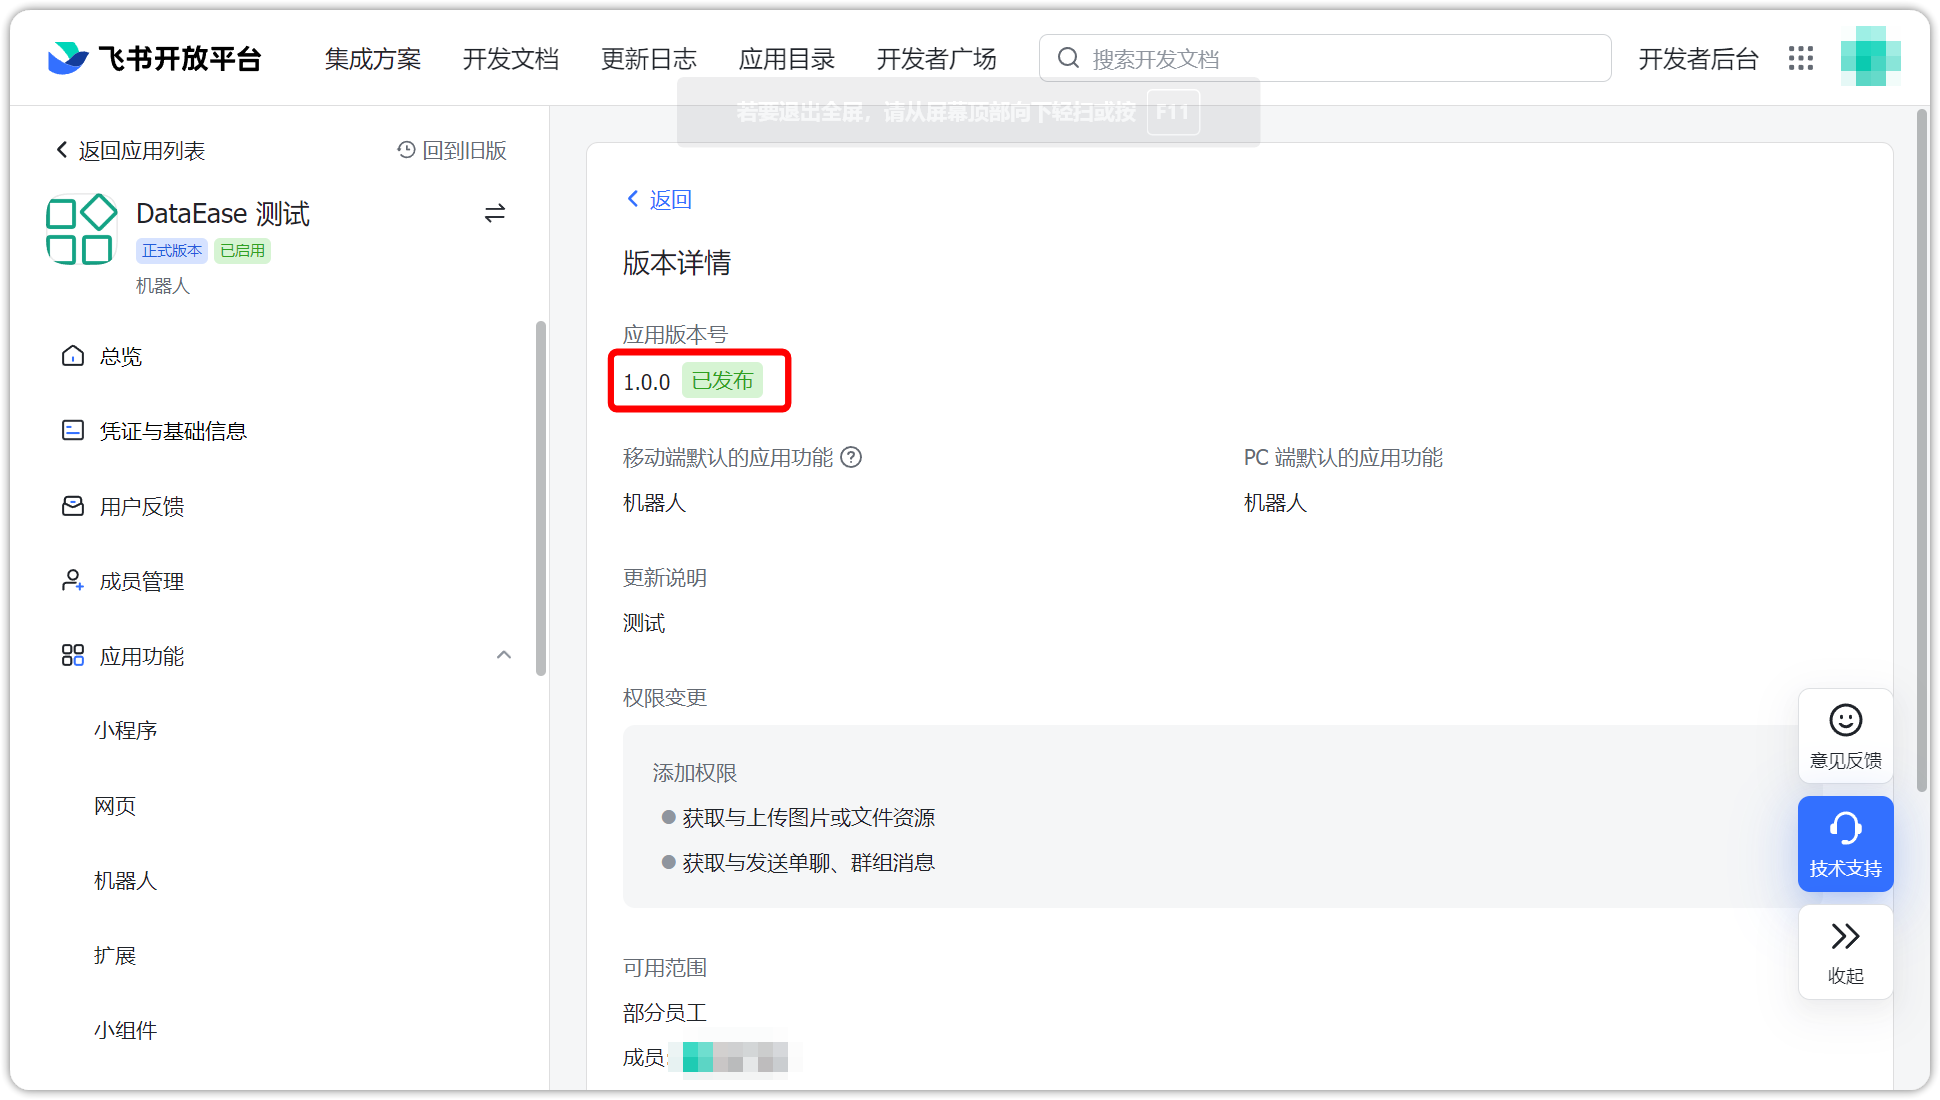 飞书开放平台
集成方案
开发文档
更新日志
应用目录
开发者广场
搜索开发文档
开发者后台
若要退出全屏，请从屏幕顶部向下轻扫或按 F11
返回应用列表
回到旧版
DataEase 测试
正式版本 已启用
机器人
总览
凭证与基础信息
用户反馈
成员管理
应用功能
小程序
网页
机器人
扩展
小组件
返回
版本详情
应用版本号
1.0.0 已发布
移动端默认的应用功能
机器人
PC 端默认的应用功能
机器人
更新说明
测试
权限变更
添加权限
获取与上传图片或文件资源
获取与发送单聊、群组消息
可用范围
部分员工
成员:
意见反馈
技术支持
收起